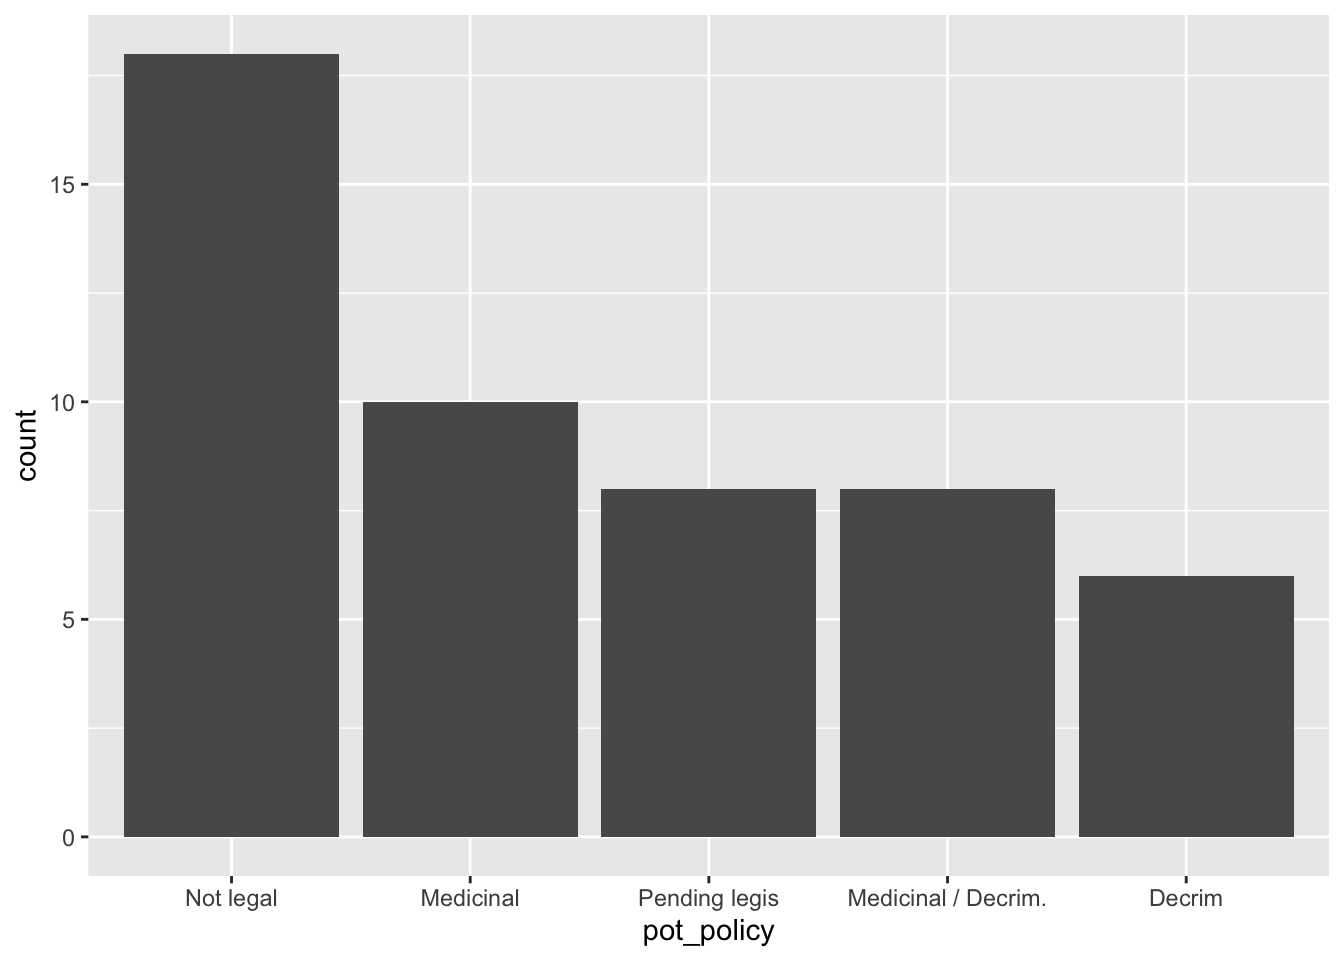 15
10
5
0
count
Not legal
Medicinal
Pending legis
Medicinal / Decrim.
Decrim
pot_policy